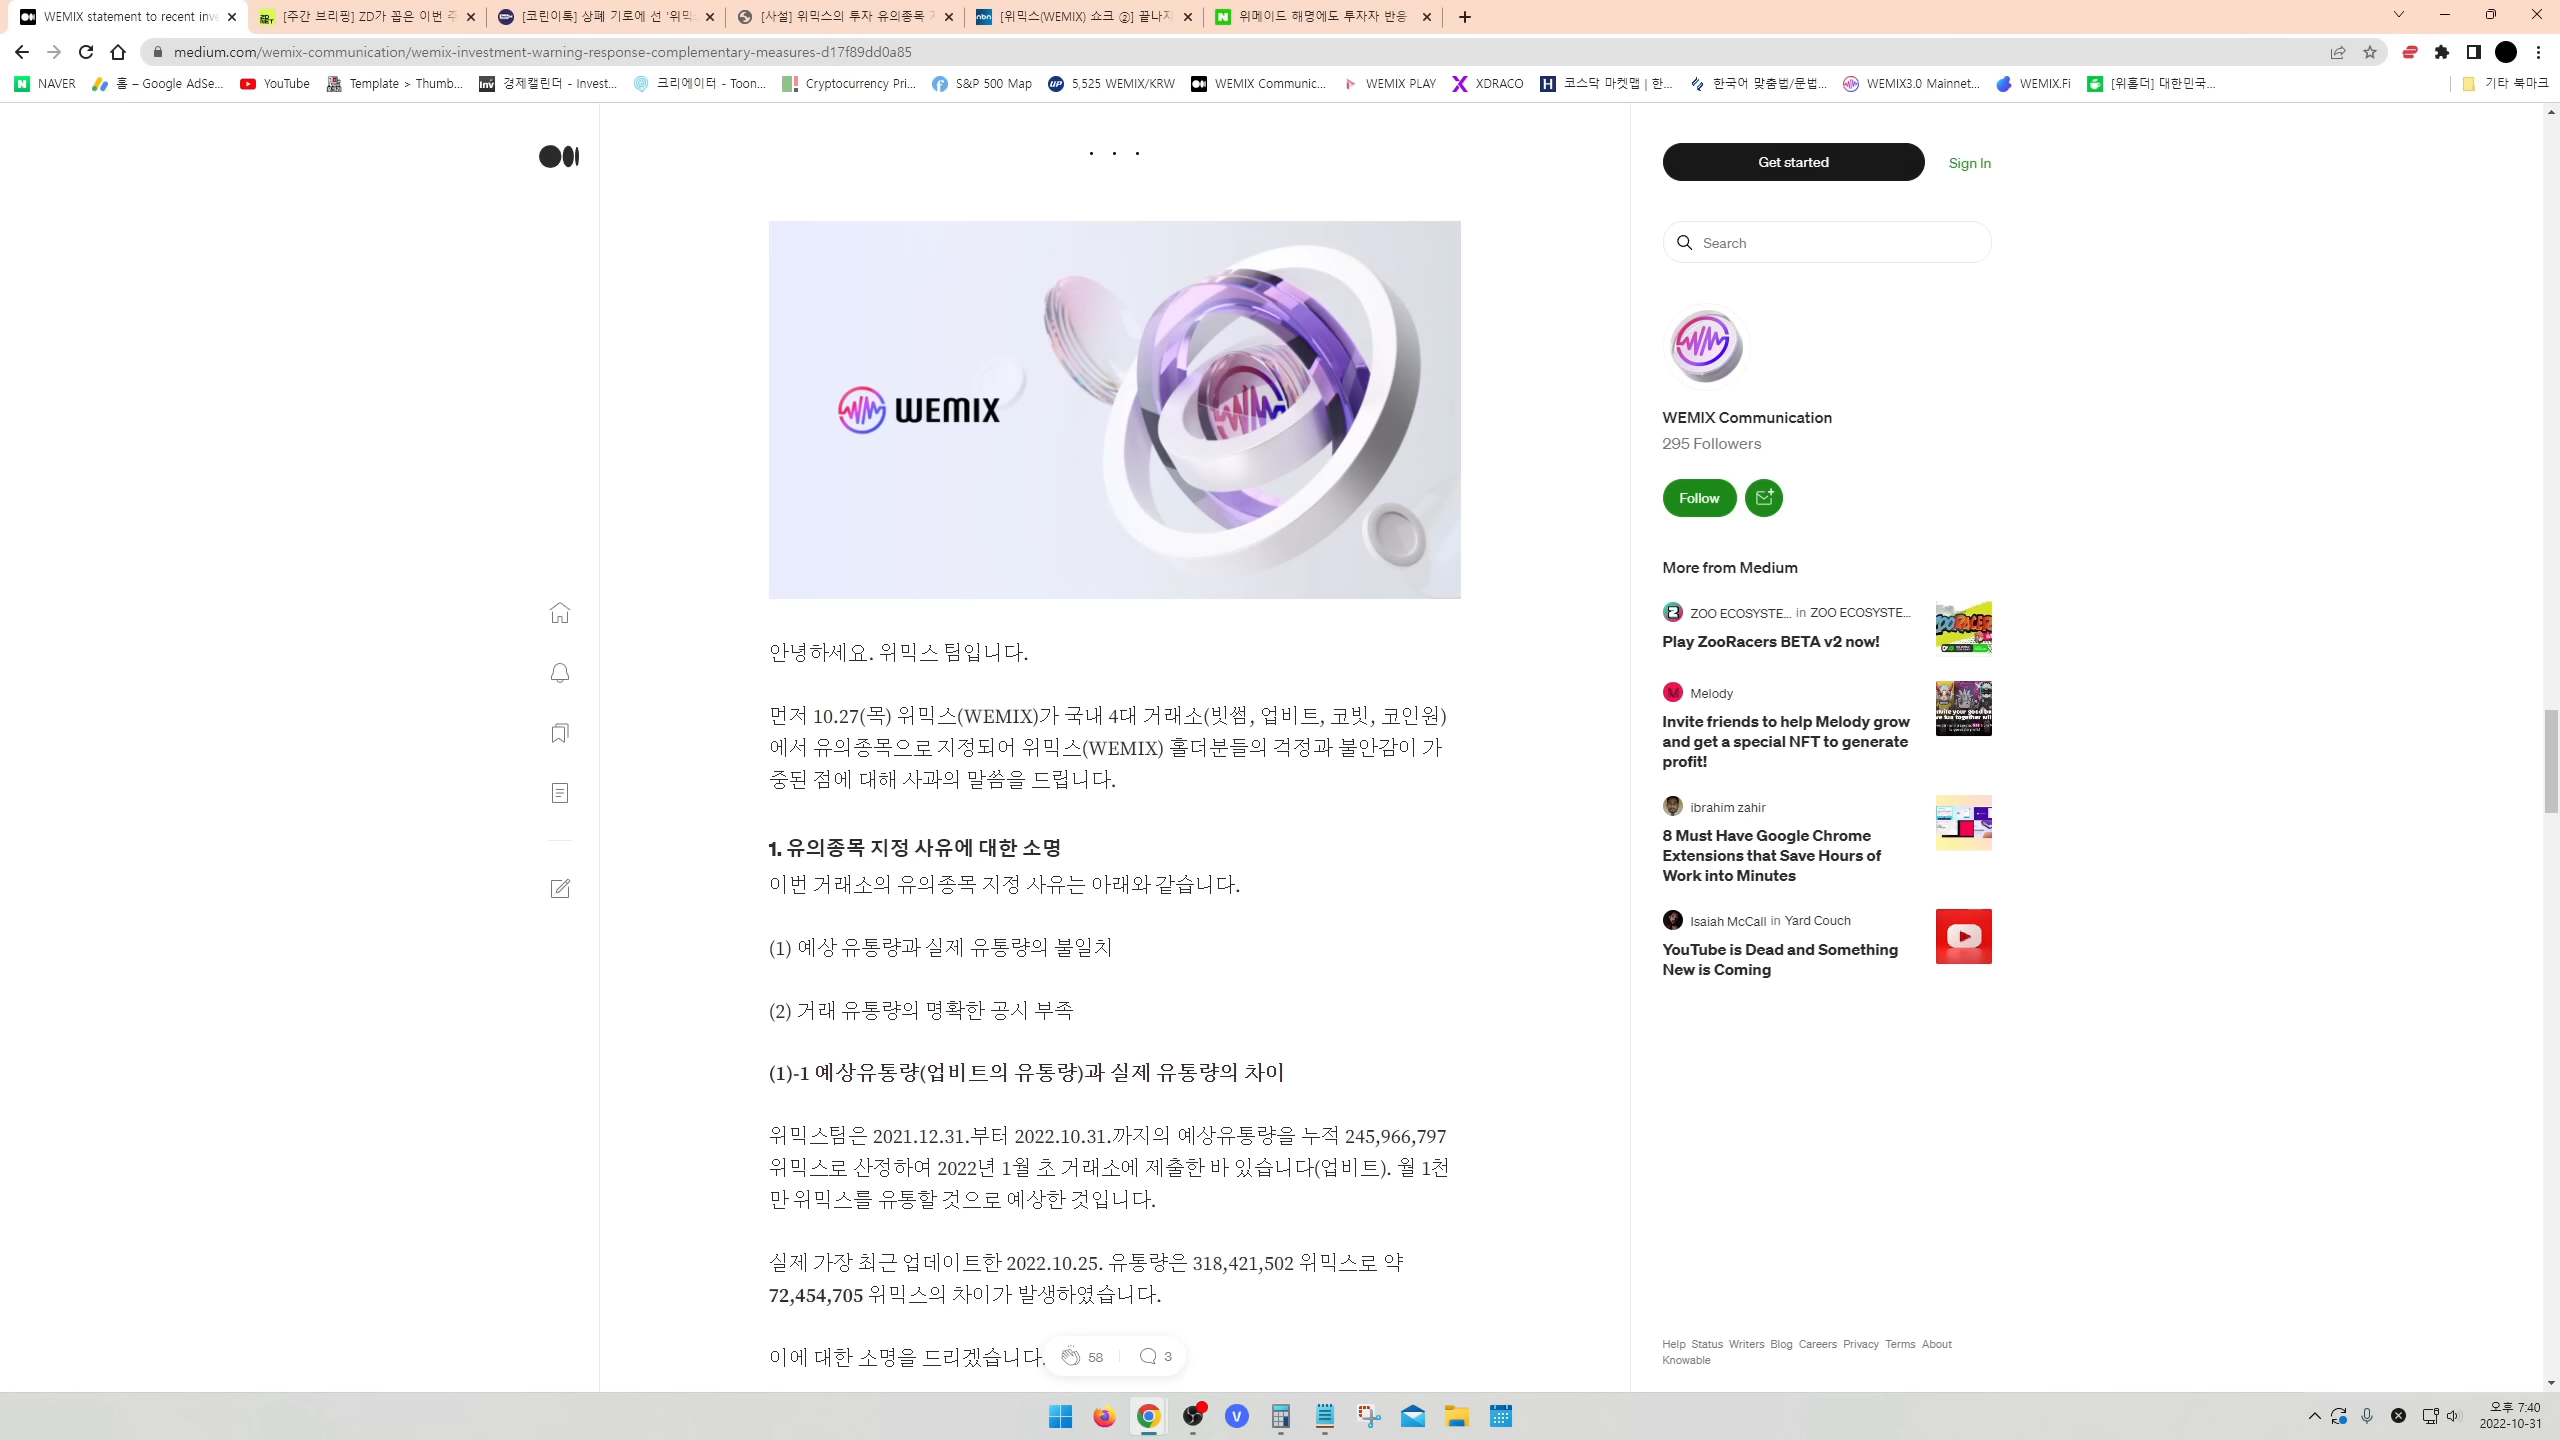 WEMIX statement to recent inve
[주간 브리핑] ZD가 꼽은 이번 주
[코린이톡] 상폐 기로에 선 '위믹
[사설] 위믹스의 투자 유의종목 지
[위믹스(WEMIX) 쇼크 ②] 끝나지
위메이드 해명에도 투자자 반응
medium.com/wemix-communication/wemix-investment-warning-response-complementary-measures-d17f89dd0a85
NAVER 홈 – Google AdSe... YouTube Template > Thumb... 경제캘린더 - Invest... 크리에이터 - Toon... Cryptocurrency Pri... S&P 500 Map 5,525 WEMIX/KRW WEMIX Communic... WEMIX PLAY XDRACO 코스닥 마켓맵 | 한... 한국어 맞춤법/문법... WEMIX3.0 Mainnet... WEMIX.Fi [위홀더] 대한민국... 기타 북마크
WEMIX
안녕하세요. 위믹스 팀입니다.
먼저 10.27(목) 위믹스(WEMIX)가 국내 4대 거래소(빗썸, 업비트, 코빗, 코인원)
에서 유의종목으로 지정되어 위믹스(WEMIX) 홀더분들의 걱정과 불안감이 가
중된 점에 대해 사과의 말씀을 드립니다.
1. 유의종목 지정 사유에 대한 소명
이번 거래소의 유의종목 지정 사유는 아래와 같습니다.
(1) 예상 유통량과 실제 유통량의 불일치
(2) 거래 유통량의 명확한 공시 부족
(1)-1 예상유통량(업비트의 유통량)과 실제 유통량의 차이
위믹스팀은 2021.12.31.부터 2022.10.31.까지의 예상유통량을 누적 245,966,797
위믹스로 산정하여 2022년 1월 초 거래소에 제출한 바 있습니다(업비트). 월 1천
만 위믹스를 유통할 것으로 예상한 것입니다.
실제 가장 최근 업데이트한 2022.10.25. 유통량은 318,421,502 위믹스로 약
72,454,705 위믹스의 차이가 발생하였습니다.
이에 대한 소명을 드리겠습니다.
58 3
Get started Sign In
Search
WEMIX Communication
295 Followers
Follow
More from Medium
ZOO ECOSYSTE... in ZOO ECOSYSTE...
Play ZooRacers BETA v2 now!
Melody
Invite friends to help Melody grow
and get a special NFT to generate
profit!
ibrahim zahir
8 Must Have Google Chrome
Extensions that Save Hours of
Work into Minutes
Isaiah McCall in Yard Couch
YouTube is Dead and Something
New is Coming
Help Status Writers Blog Careers Privacy Terms About
Knowable
오후 7:40
2022-10-31